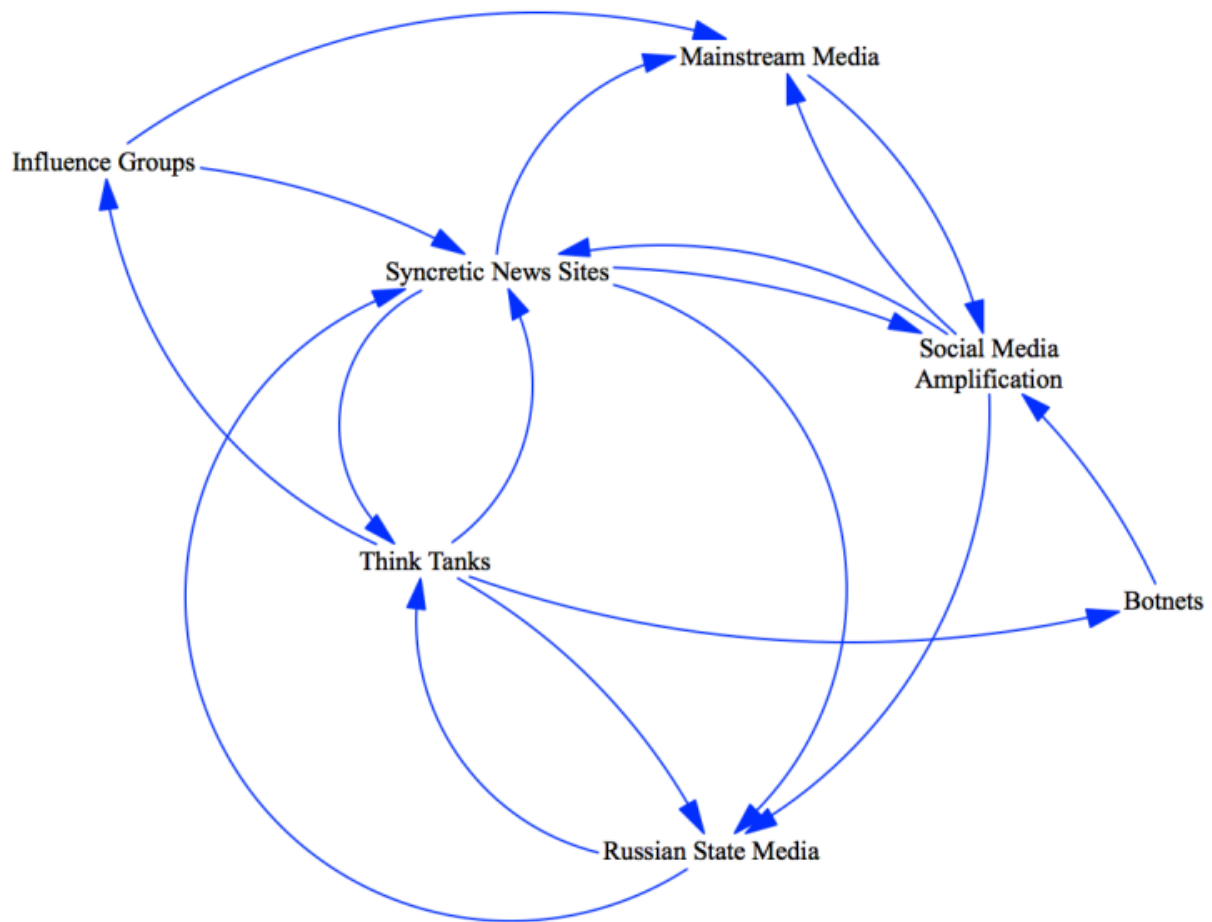 Mainstream Media
Influence Groups
Syncretic News Sites
Social Media
Amplification
Think Tanks
Botnets
Russian State Media